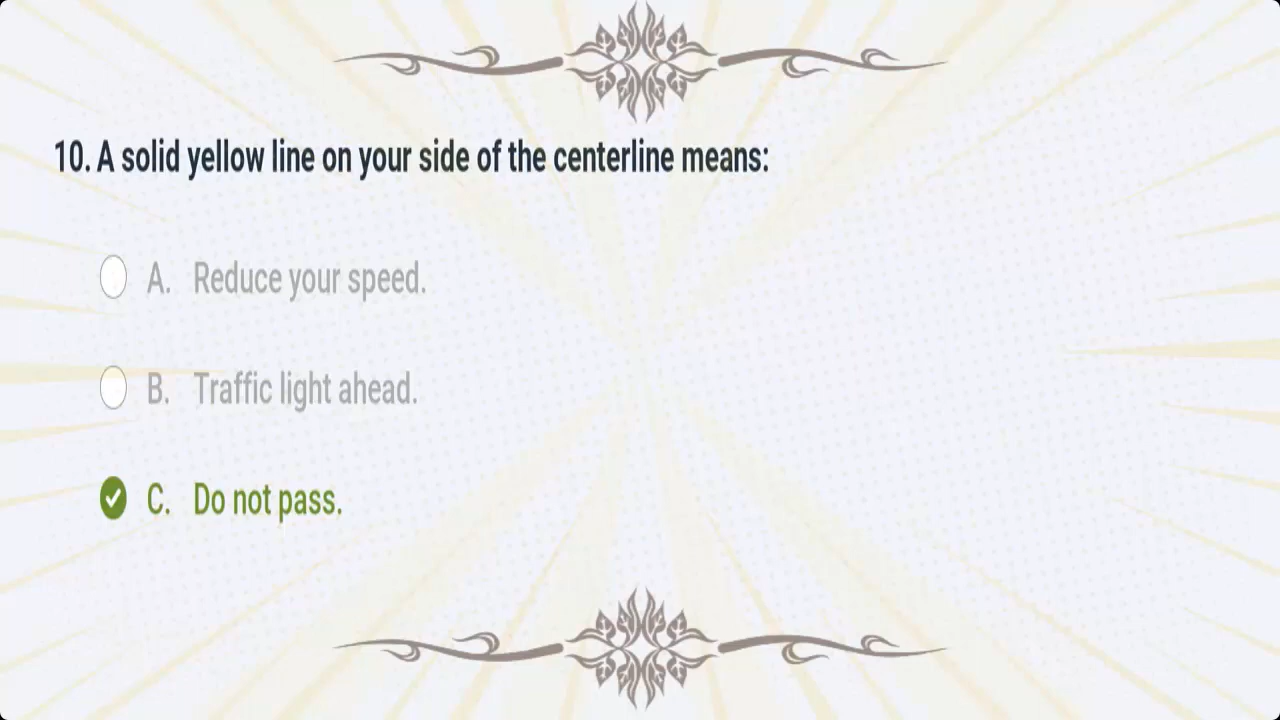 10. A solid yellow line on your side of the centerline means:
A. Reduce your speed.
B. Traffic light ahead.
C. Do not pass.